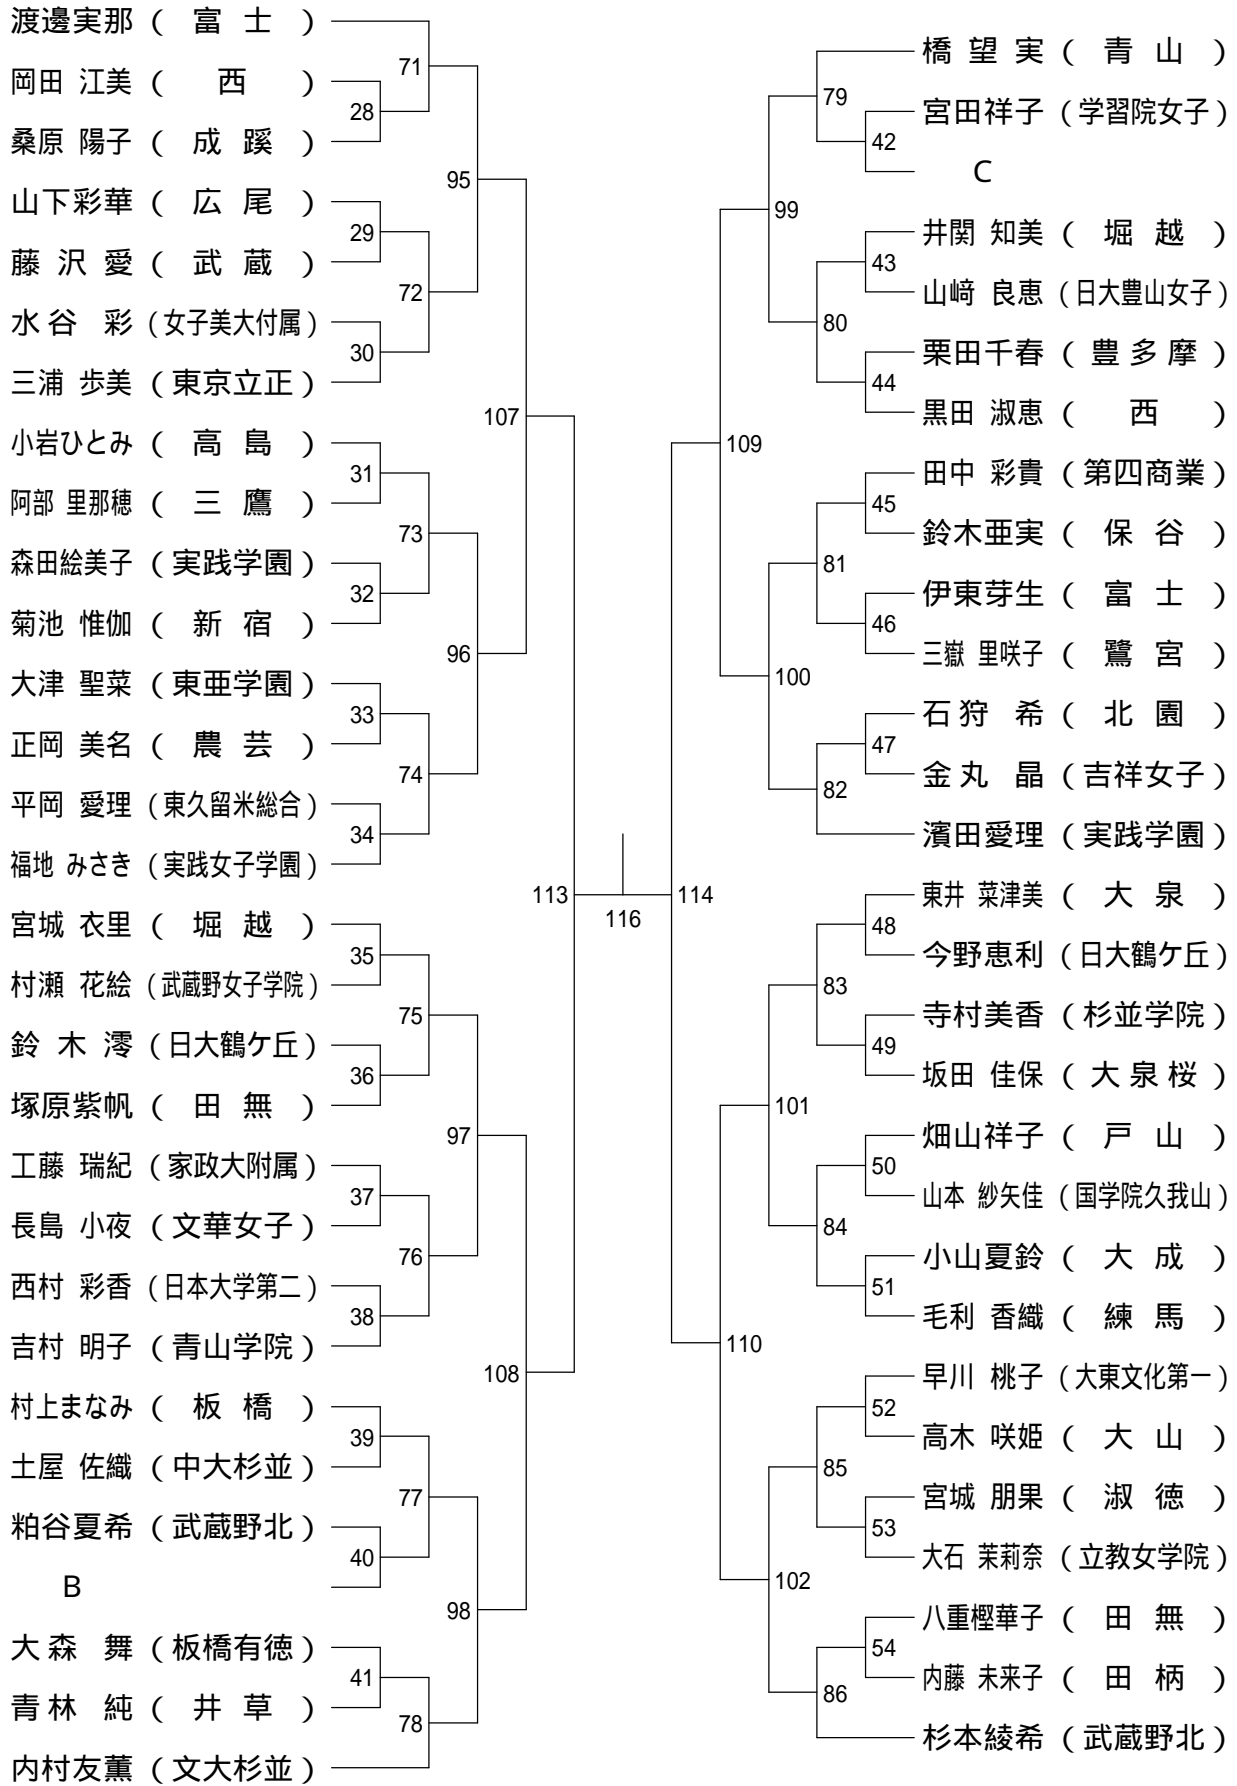 渡邊実那 ( 富 士 )
岡田 江美 ( 西 )
桑原 陽子 ( 成 蹊 )
山下彩華 ( 広 尾 )
藤 沢 愛 ( 武 蔵 )
水 谷 彩 (女子美大付属)
三浦 歩美 (東京立正)
小岩ひとみ ( 高 島 )
阿部 里那穂 ( 三 鷹 )
森田絵美子 (実践学園)
菊池 惟伽 ( 新 宿 )
大津 聖菜 (東亜学園)
正岡 美名 ( 農 芸 )
平岡 愛理 (東久留米総合)
福地 みさき (実践女子学園)
宮城 衣里 ( 堀 越 )
村瀬 花絵 (武蔵野女子学院)
鈴 木 澪 (日大鶴ケ丘)
塚原紫帆 ( 田 無 )
工藤 瑞紀 (家政大附属)
長島 小夜 (文華女子)
西村 彩香 (日本大学第二)
吉村 明子 (青山学院)
村上まなみ ( 板 橋 )
土屋 佐織 (中大杉並)
粕谷夏希 (武蔵野北)
B
大 森 舞 (板橋有徳)
青 林 純 ( 井 草 )
内村友薫 (文大杉並)
28
29
30
31
32
33
34
35
36
37
38
39
40
41
71
72
73
74
75
76
77
78
95
96
97
98
107
108
113
116
114
109
110
99
100
101
102
79
80
81
82
83
84
85
86
42
43
44
45
46
47
48
49
50
51
52
53
54
橋 望 実 ( 青 山 )
宮田祥子 (学習院女子)
C
井関 知美 ( 堀 越 )
山﨑 良恵 (日大豊山女子)
栗田千春 ( 豊 多 摩 )
黒田 淑恵 ( 西 )
田中 彩貴 (第四商業)
鈴木亜実 ( 保 谷 )
伊東芽生 ( 富 士 )
三嶽 里咲子 ( 鷺 宮 )
石 狩 希 ( 北 園 )
金 丸 晶 (吉祥女子)
濱田愛理 (実践学園)
東井 菜津美 ( 大 泉 )
今野恵利 (日大鶴ケ丘)
寺村美香 (杉並学院)
坂田 佳保 ( 大 泉 桜 )
畑山祥子 ( 戸 山 )
山本 紗矢佳 (国学院久我山)
小山夏鈴 ( 大 成 )
毛利 香織 ( 練 馬 )
早川 桃子 (大東文化第一)
高木 咲姫 ( 大 山 )
宮城 朋果 ( 淑 徳 )
大石 茉莉奈 (立教女学院)
八重樫華子 ( 田 無 )
内藤 未来子 ( 田 柄 )
杉本綾希 (武蔵野北)